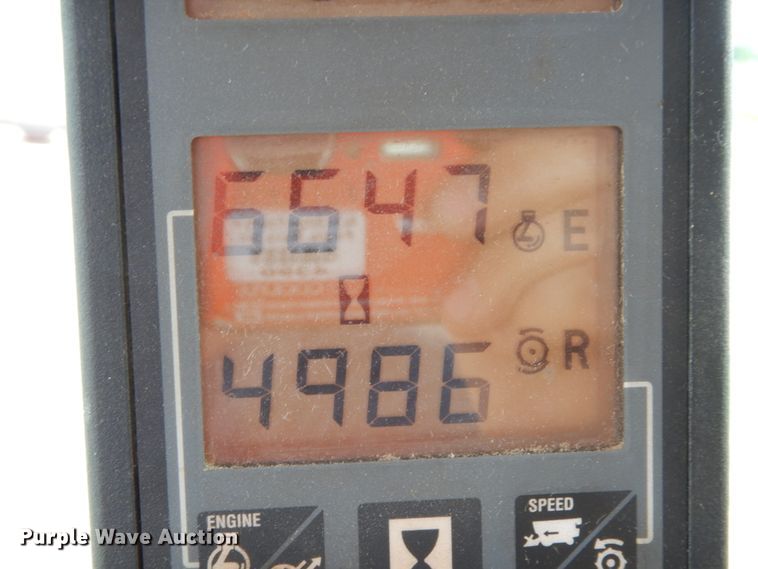 6647
E
4986
R
ENGINE
SPEED
Purple Wave Auction